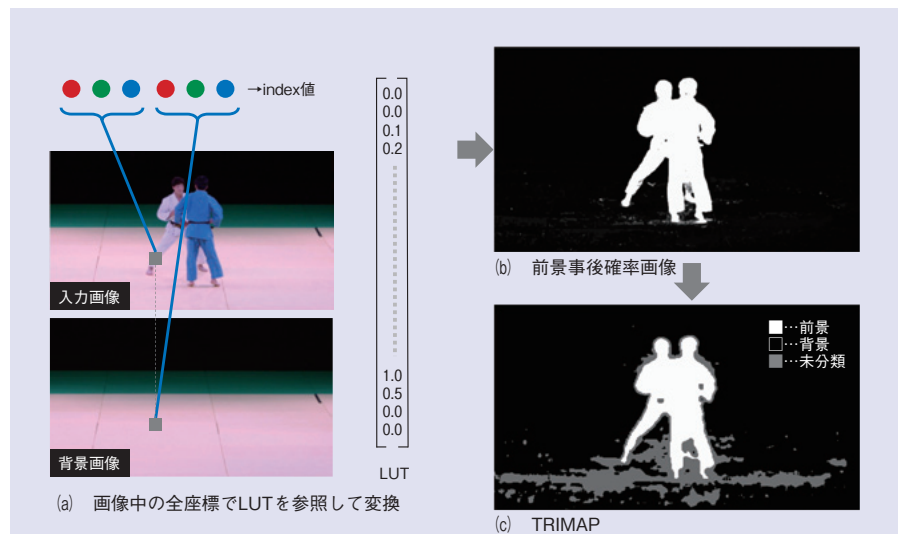 →index値
入力画像
背景画像
(a) 画像中の全座標でLUTを参照して変換
0.0
0.0
0.1
0.2
1.0
0.5
0.0
0.0
LUT
(b) 前景事後確率画像
■…前景
□…背景
■…未分類
(c) TRIMAP